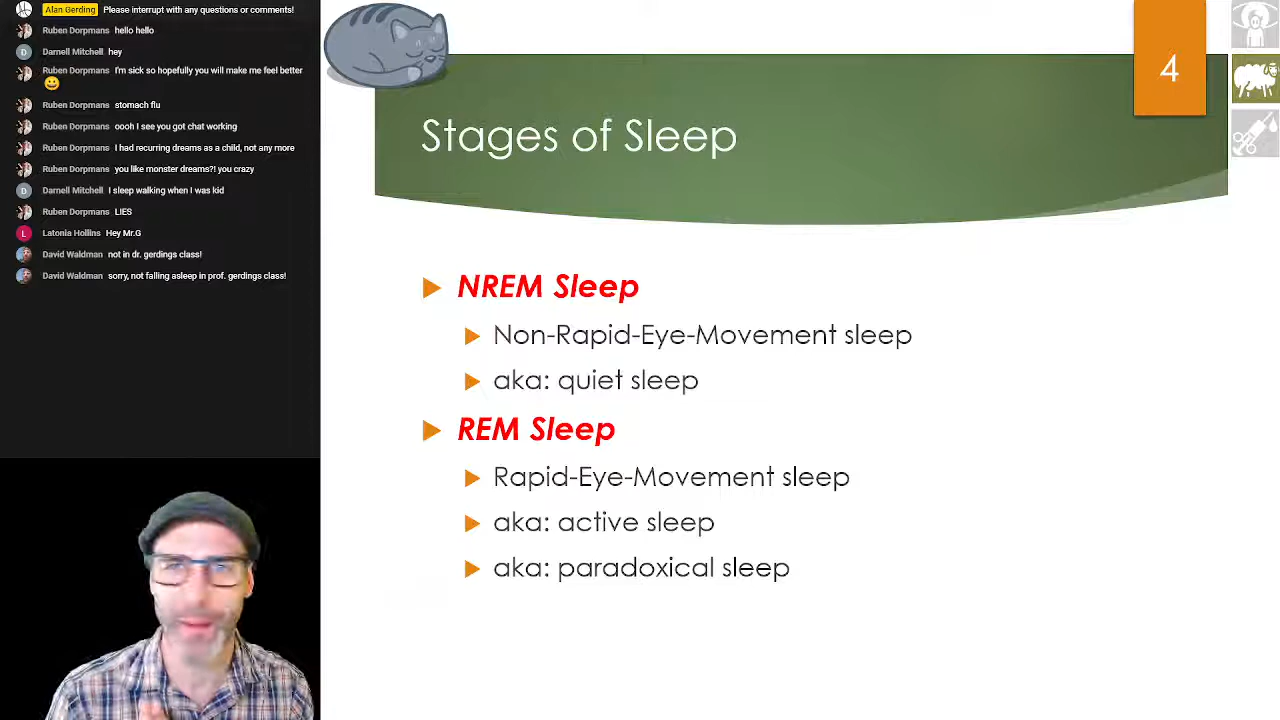 Alan Gerding Please interrupt with any questions or comments!
Ruben Dorpmans hello hello
Darnell Mitchell hey
Ruben Dorpmans I'm sick so hopefully you will make me feel better
Ruben Dorpmans stomach flu
Ruben Dorpmans oooh I see you got chat working
Ruben Dorpmans I had recurring dreams as a child, not any more
Ruben Dorpmans you like monster dreams?! you crazy
Darnell Mitchell I sleep walking when I was kid
Ruben Dorpmans LIES
L Latonia Hollins Hey Mr.G
David Waldman not in dr. gerdings class!
David Waldman sorry, not falling asleep in prof. gerdings class!
4
Stages of Sleep
NREM Sleep
Non-Rapid-Eye-Movement sleep
aka: quiet sleep
REM Sleep
Rapid-Eye-Movement sleep
aka: active sleep
aka: paradoxical sleep